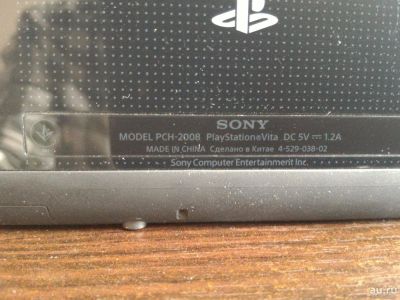 SONY
MODEL PCH-2008 PlayStation®Vita DC 5V ⎓ 1.2A
MADE IN CHINA Сделано в Китае 4-529-038-02
Sony Computer Entertainment Inc.
au.ru